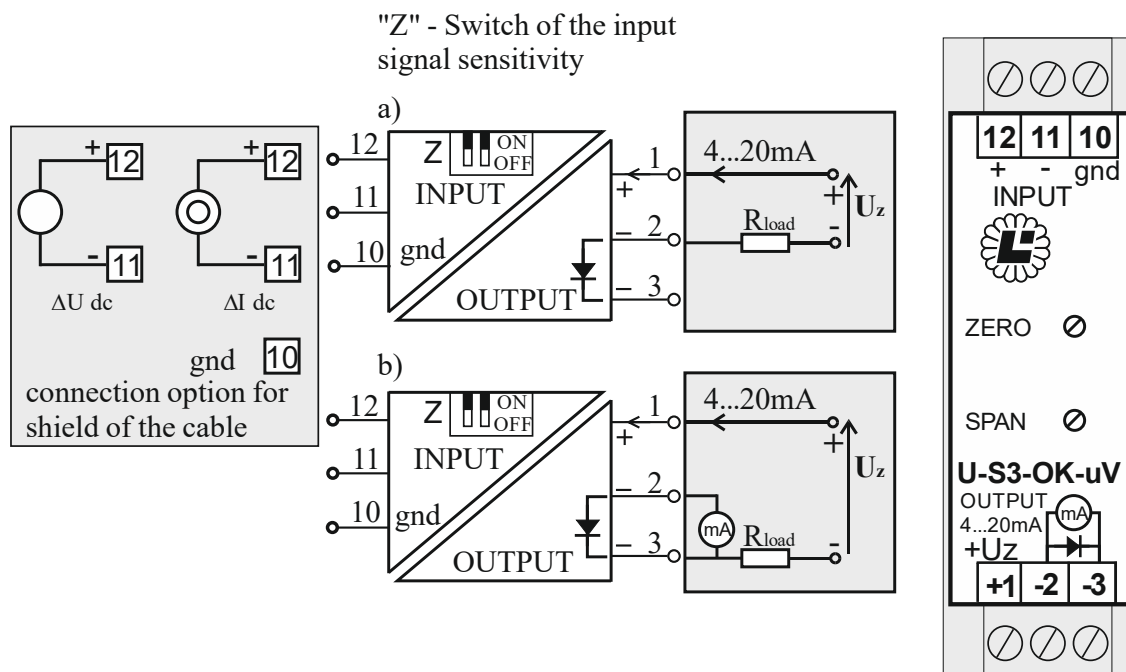 "Z" - Switch of the input
signal sensitivity
a)
+ 12
- 11
ΔU dc
+ 12
- 11
ΔI dc
gnd 10
connection option for
shield of the cable
12
11
10 gnd
Z ON
OFF
INPUT
OUTPUT
1
+
2
−
3
−
4...20mA
+
Uz
Rload
-
b)
12
11
10 gnd
Z ON
OFF
INPUT
OUTPUT
1
+
2
−
3
−
4...20mA
+
Uz
mA
Rload
-
12 11 10
+ - gnd
INPUT
ZERO
SPAN
U-S3-OK-uV
OUTPUT
4...20mA
mA
+Uz
+1 -2 -3